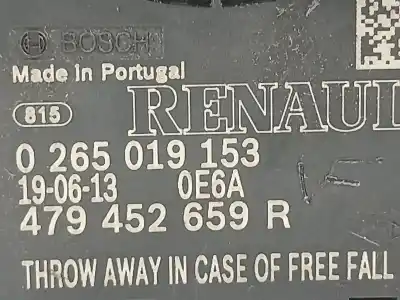 BOSCH
Made in Portugal
815
RENAUL
0 265 019 153
19-06-13 0E6A
479 452 659 R
THROW AWAY IN CASE OF FREE FALL